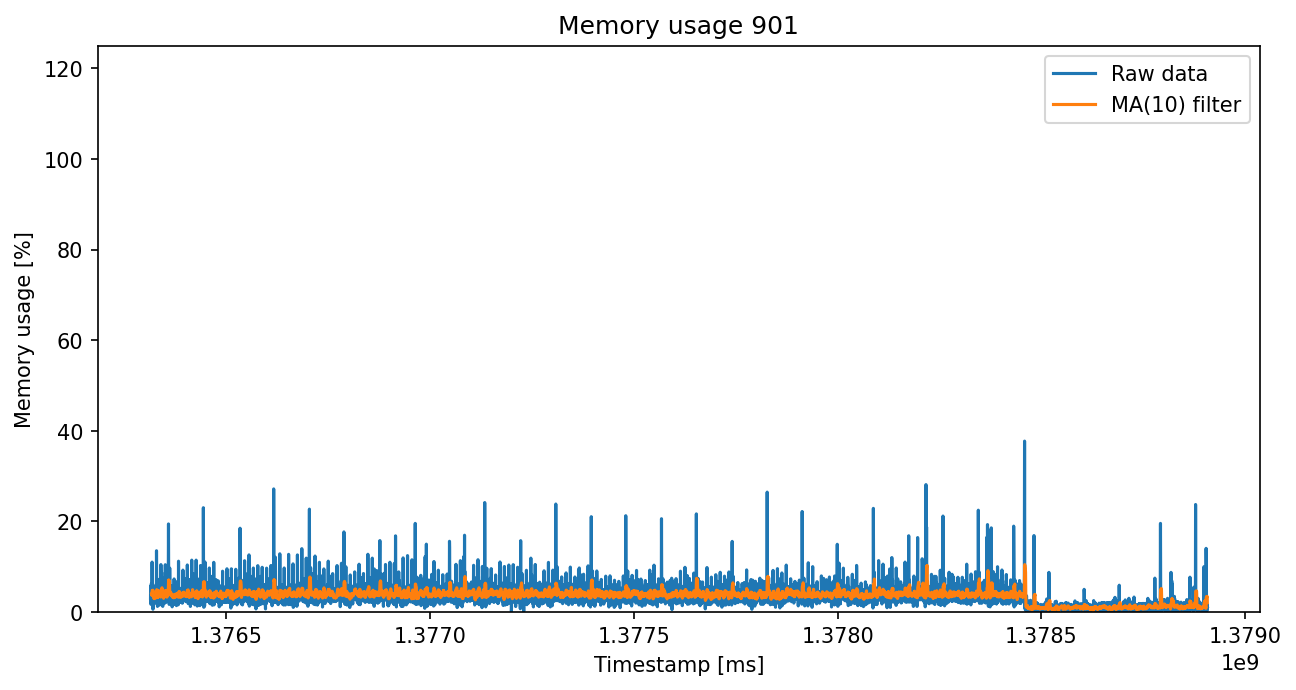 Memory usage 901
Raw data
MA(10) filter
Memory usage [%]
120
100
80
60
40
20
0
1.3765 1.3770 1.3775 1.3780 1.3785 1.3790
1e9
Timestamp [ms]